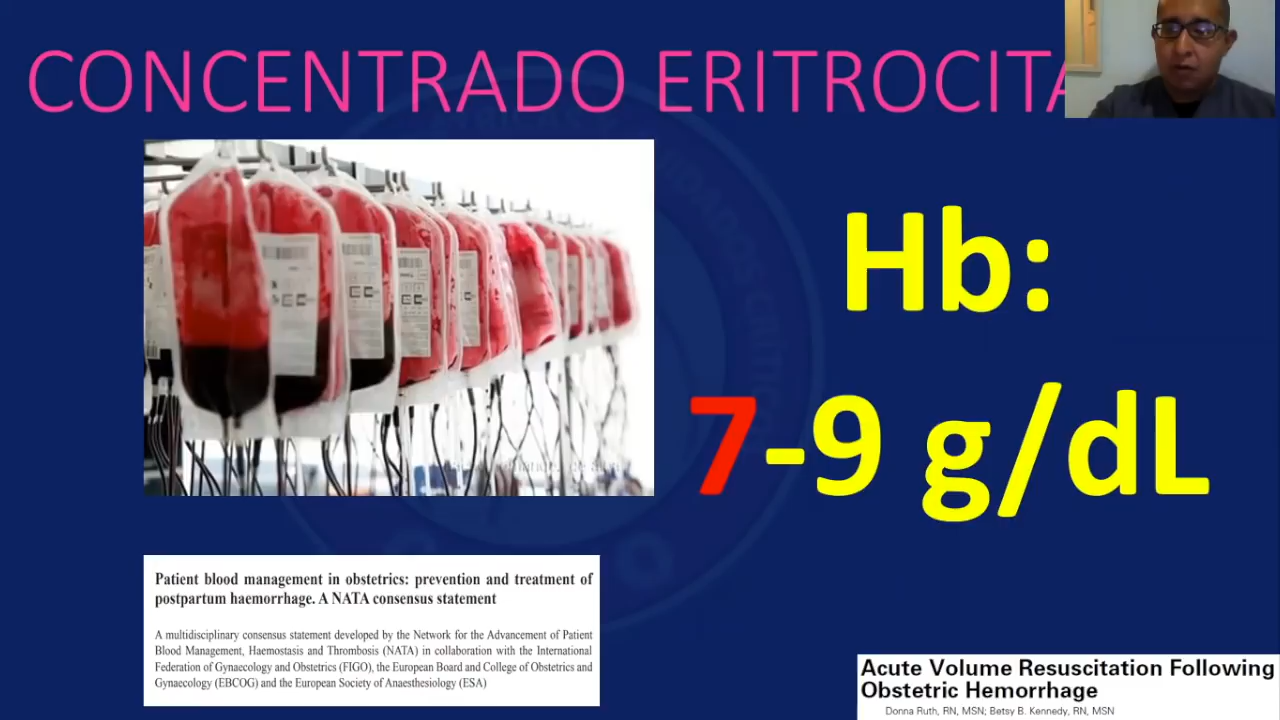 CONCENTRADO ERITROCITA
Hb:
7-9 g/dL
Patient blood management in obstetrics: prevention and treatment of
postpartum haemorrhage. A NATA consensus statement
A multidisciplinary consensus statement developed by the Network for the Advancement of Patient
Blood Management, Haemostasis and Thrombosis (NATA) in collaboration with the International
Federation of Gynaecology and Obstetrics (FIGO), the European Board and College of Obstetrics and
Gynaecology (EBCOG) and the European Society of Anaesthesiology (ESA)
Acute Volume Resuscitation Following
Obstetric Hemorrhage
Donna Ruth, RN, MSN; Betsy B. Kennedy, RN, MSN